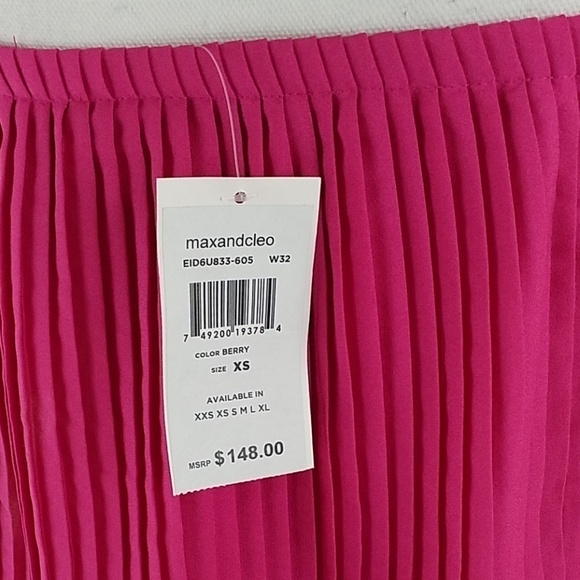 maxandcleo
EID6U833-605 W32
7 49200 19378 4
COLOR BERRY
SIZE XS
AVAILABLE IN
XXS XS S M L XL
MSRP $148.00